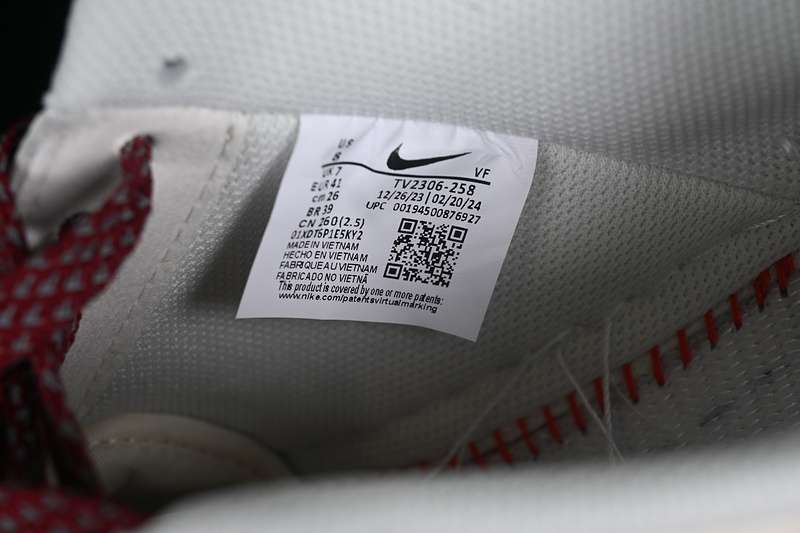 US 8
UK 7
EUR 41
cm 26
BR 39
CN 260(2.5)
VF
TV2306-258
12/26/23 | 02/20/24
UPC 00194500876927
01XDT6P1E5KY2
MADE IN VIETNAM
HECHO EN VIETNAM
FABRIQUE AU VIETNAM
FABRICADO NO VIETNÃ
This product is covered by one or more patents:
www.nike.com/patentsvirtualmarking